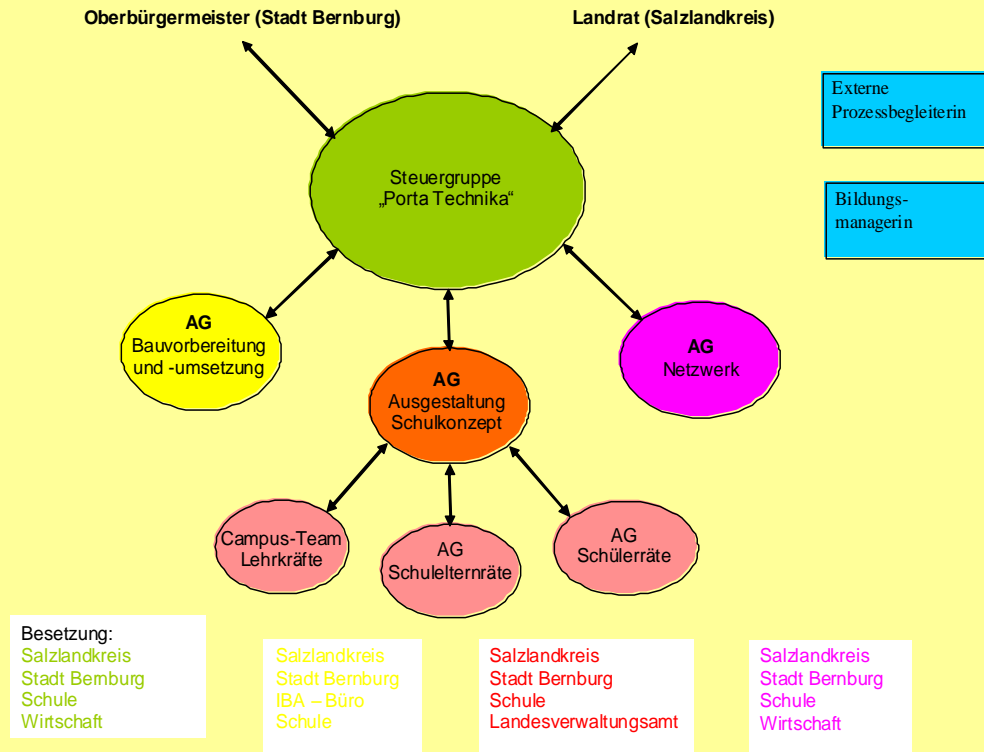 Oberbürgermeister (Stadt Bernburg)
Landrat (Salzlandkreis)
Externe
Prozessbegleiterin
Steuergruppe
„Porta Technika“
Bildungs-
managerin
AG
Bauvorbereitung
und -umsetzung
AG
Netzwerk
AG
Ausgestaltung
Schulkonzept
Campus-Team
Lehrkräfte
AG
Schulelternräte
AG
Schülerräte
Besetzung:
Salzlandkreis
Stadt Bernburg
Schule
Wirtschaft
Salzlandkreis
Stadt Bernburg
IBA – Büro
Schule
Salzlandkreis
Stadt Bernburg
Schule
Landesverwaltungsamt
Salzlandkreis
Stadt Bernburg
Schule
Wirtschaft